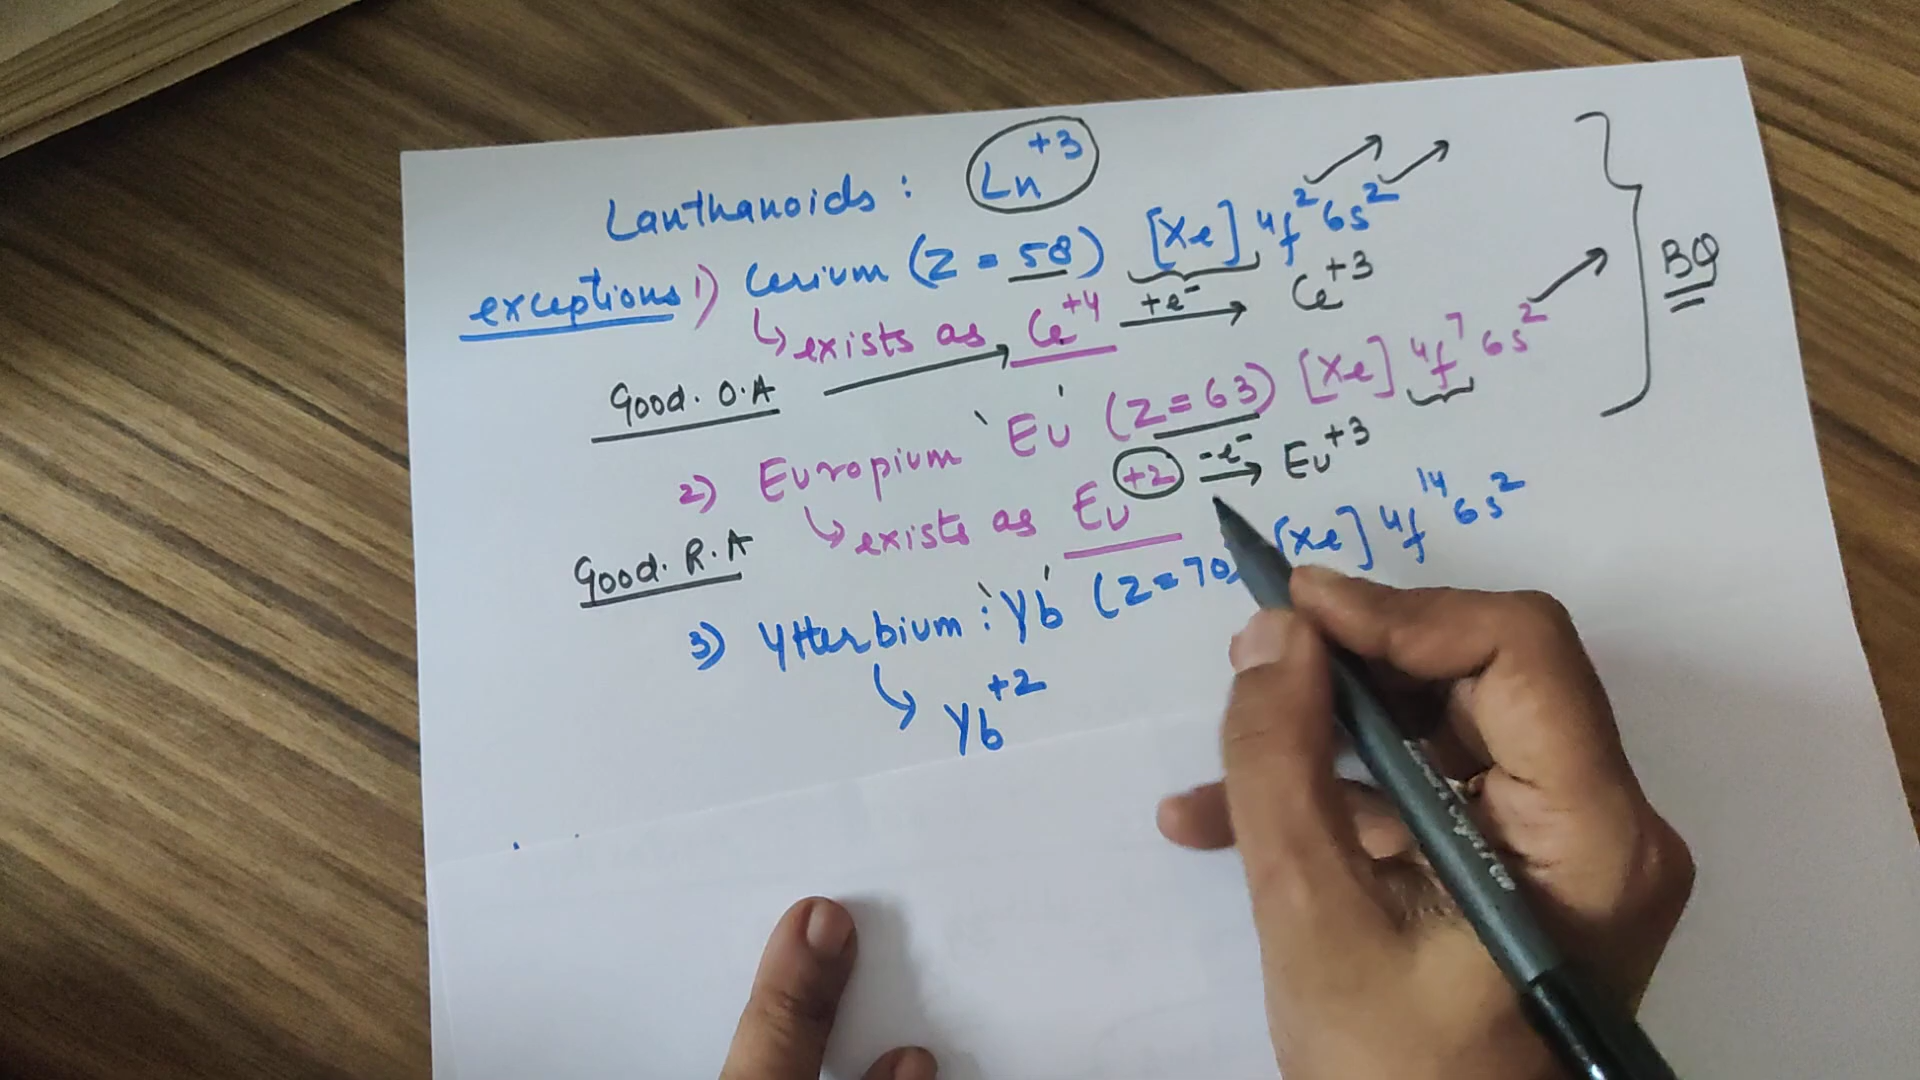 Lanthanoids : Ln+3
exceptions 1) Cerium (Z = 58) [Xe] 4f2 6s2
↳ exists as Ce+4 +e-→ Ce+3
Good. O.A →
2) Europium 'Eu' (Z=63) [Xe] 4f7 6s2
↳ exists as Eu+2 -e-→ Eu+3
Good. R.A
3) Ytterbium : 'Yb' (Z=70) [Xe] 4f14 6s2
↳ Yb+2
BQ